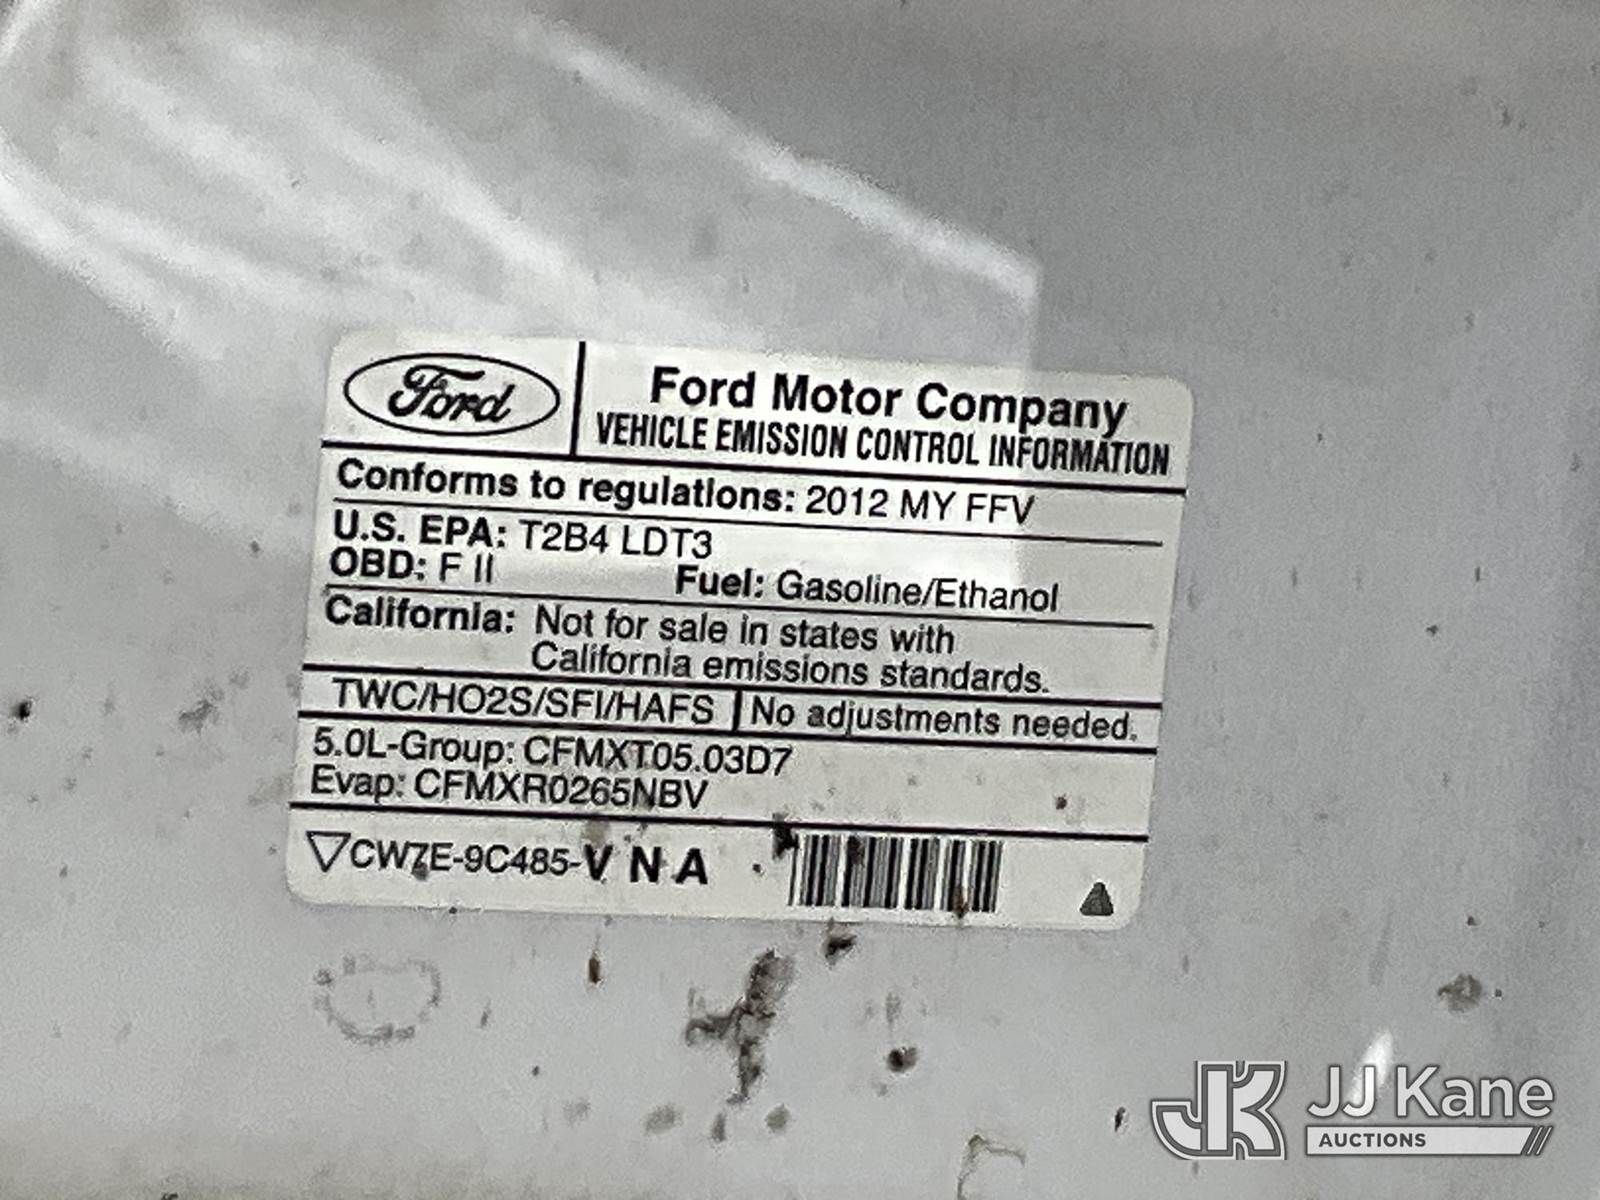 Ford
Ford Motor Company
VEHICLE EMISSION CONTROL INFORMATION
Conforms to regulations: 2012 MY FFV
U.S. EPA: T2B4 LDT3
OBD: F II Fuel: Gasoline/Ethanol
California: Not for sale in states with
California emissions standards.
TWC/HO2S/SFI/HAFS No adjustments needed.
5.0L-Group: CFMXT05.03D7
Evap: CFMXR0265NBV
CW7E-9C485-V N A
JK JJ Kane
AUCTIONS